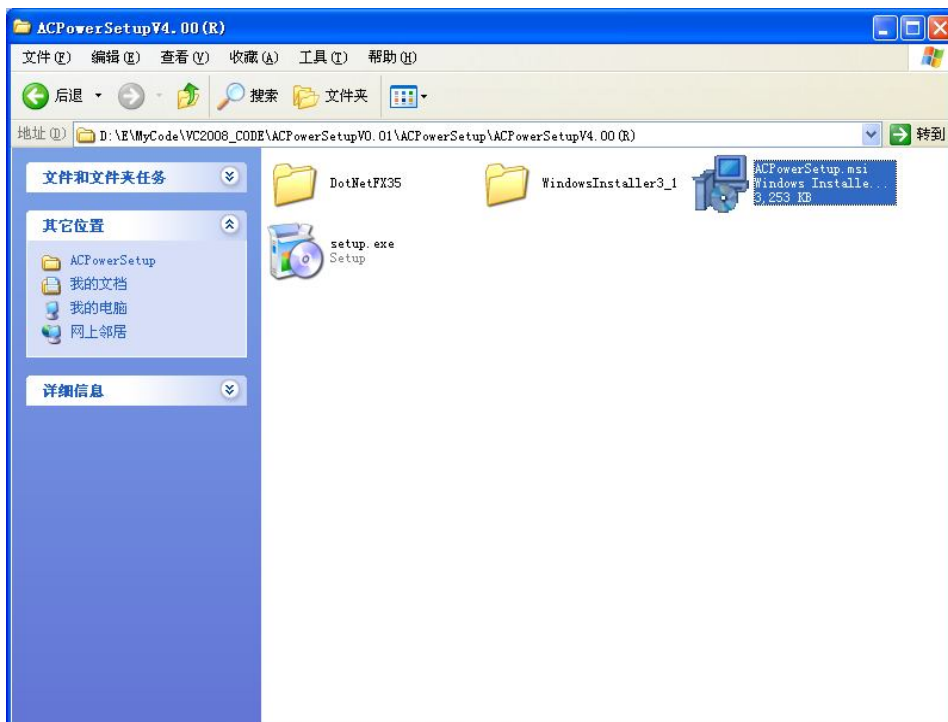 ACPowerSetupV4.00(R)
文件(F) 编辑(E) 查看(V) 收藏(A) 工具(T) 帮助(H)
后退 搜索 文件夹
地址(D) D:\E\MyCode\VC2008_CODE\ACPowerSetupV0.01\ACPowerSetup\ACPowerSetupV4.00(R) 转到
文件和文件夹任务
其它位置
ACPowerSetup
我的文档
我的电脑
网上邻居
详细信息
DotNetFX35
WindowsInstaller3_1
ACPowerSetup.msi
Windows Installe...
3,253 KB
setup.exe
Setup